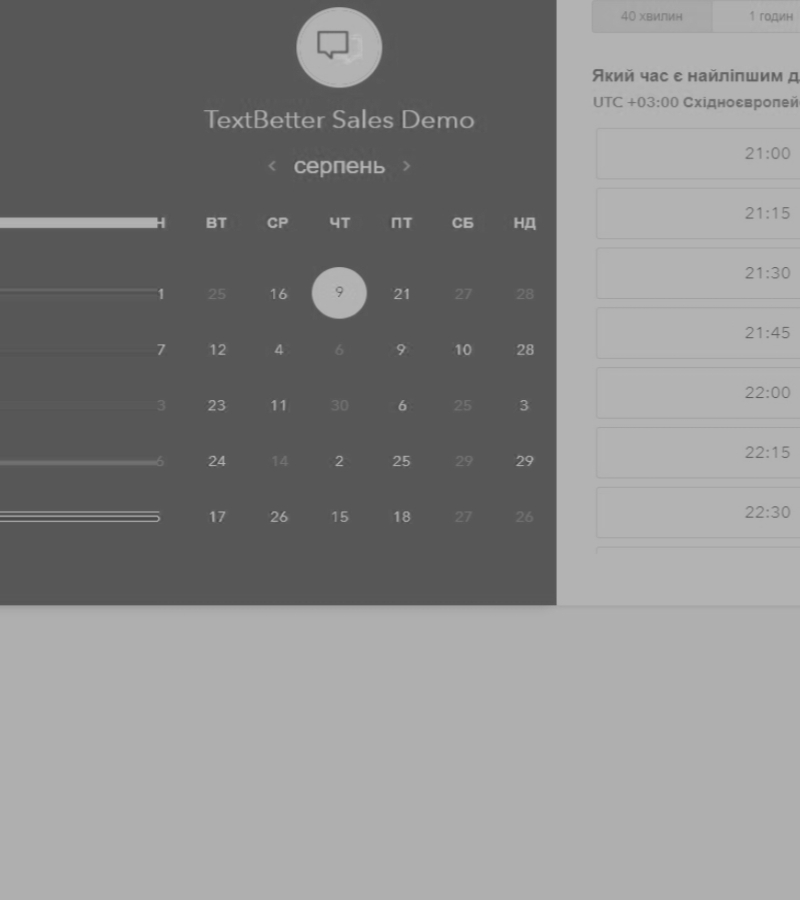 TextBetter Sales Demo
серпень
Н ВТ СР ЧТ ПТ СБ НД
1 25 16 9 21 27 28
7 12 4 6 9 10 28
3 23 11 30 6 25 3
6 24 14 2 25 29 29
5 17 26 15 18 27 26
40 хвилин 1 годин
Який час є найліпшим д
UTC +03:00 Східноєвропей
21:00
21:15
21:30
21:45
22:00
22:15
22:30